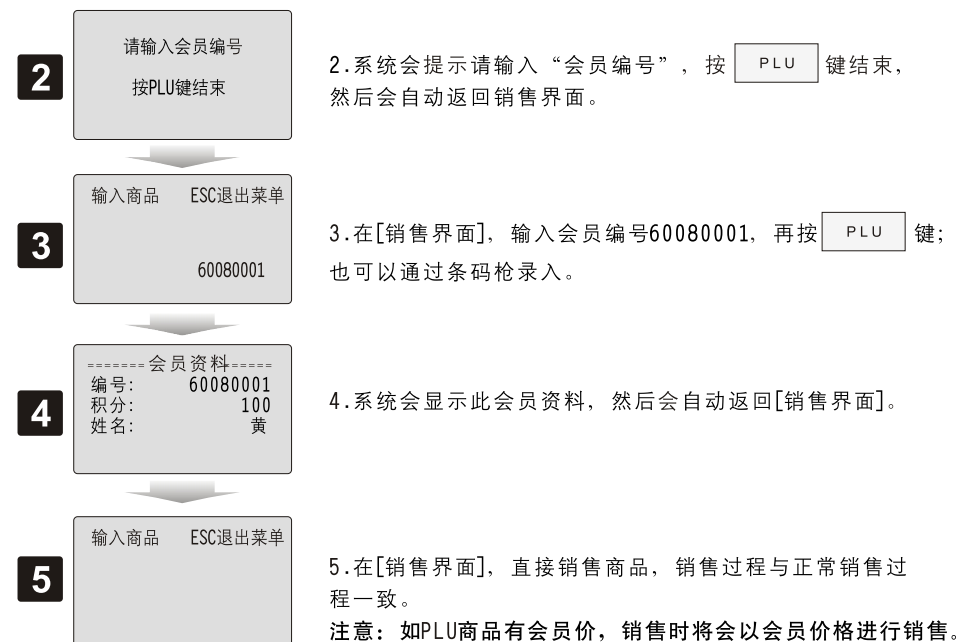 2
请输入会员编号
按PLU键结束
2.系统会提示请输入“会员编号”，按 PLU 键结束，
然后会自动返回销售界面。
3
输入商品 ESC退出菜单
60080001
3.在[销售界面]，输入会员编号60080001，再按 PLU 键；
也可以通过条码枪录入。
4
=======会员资料======
编号: 60080001
积分: 100
姓名: 黄
4.系统会显示此会员资料，然后会自动返回[销售界面]。
5
输入商品 ESC退出菜单
5.在[销售界面]，直接销售商品，销售过程与正常销售过
程一致。
注意：如PLU商品有会员价，销售时将会以会员价格进行销售。